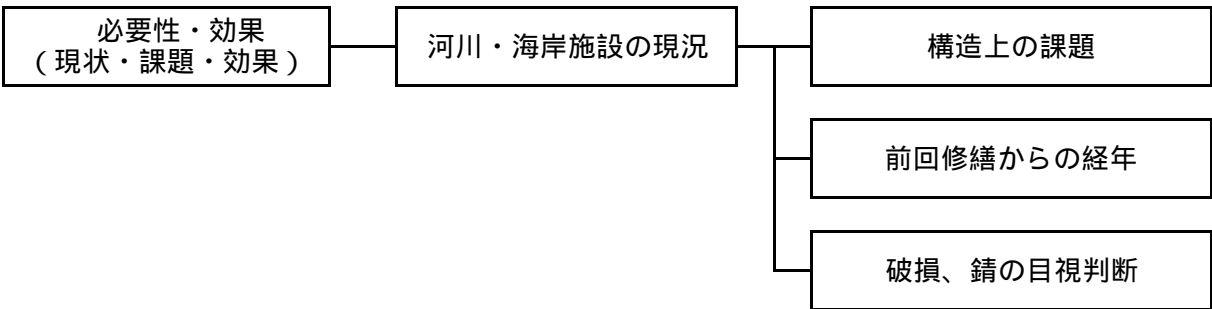 必要性・効果
(現状・課題・効果)
河川・海岸施設の現況
構造上の課題
前回修繕からの経年
破損、錆の目視判断